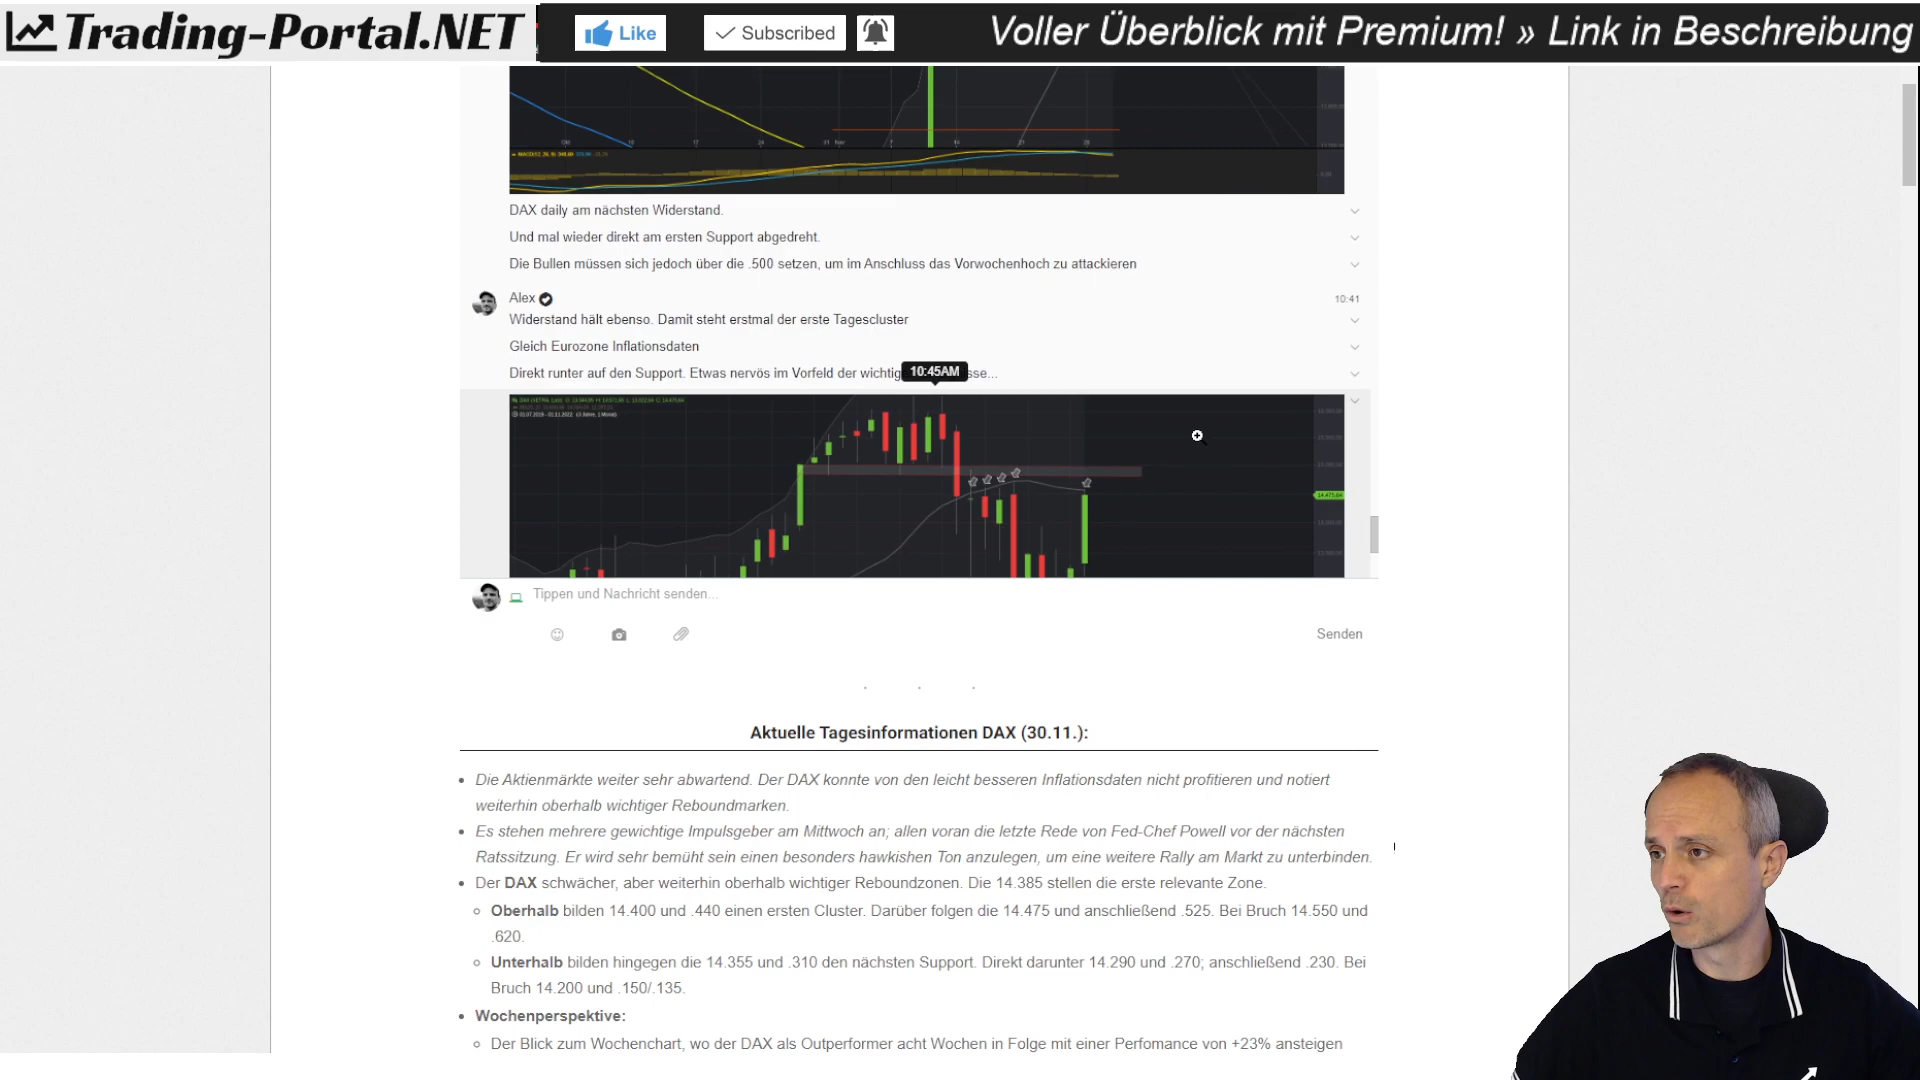 Trading-Portal.NET
Like
Subscribed
Voller Überblick mit Premium! » Link in Beschreibung
DAX daily am nächsten Widerstand.
Und mal wieder direkt am ersten Support abgedreht.
Die Bullen müssen sich jedoch über die .500 setzen, um im Anschluss das Vorwochenhoch zu attackieren
Alex
10:41
Widerstand hält ebenso. Damit steht erstmal der erste Tagescluster
Gleich Eurozone Inflationsdaten
Direkt runter auf den Support. Etwas nervös im Vorfeld der
10:45AM
Tippen und Nachricht senden...
Senden
Aktuelle Tagesinformationen DAX (30.11.):
Die Aktienmärkte weiter sehr abwartend. Der DAX konnte von den leicht besseren Inflationsdaten nicht profitieren und notiert
weiterhin oberhalb wichtiger Reboundmarken.
Es stehen mehrere gewichtige Impulsgeber am Mittwoch an; allen voran die letzte Rede von Fed-Chef Powell vor der nächsten
Ratssitzung. Er wird sehr bemüht sein einen besonders hawkishen Ton anzulegen, um eine weitere Rally am Markt zu unterbinden.
Der DAX schwächer, aber weiterhin oberhalb wichtiger Reboundzonen. Die 14.385 stellen die erste relevante Zone.
Oberhalb bilden 14.400 und .440 einen ersten Cluster. Darüber folgen die 14.475 und anschließend .525. Bei Bruch 14.550 und
.620.
Unterhalb bilden hingegen die 14.355 und .310 den nächsten Support. Direkt darunter 14.290 und .270; anschließend .230. Bei
Bruch 14.200 und .150/.135.
Wochenperspektive:
Der Blick zum Wochenchart, wo der DAX als Outperformer acht Wochen in Folge mit einer Perfomance von +23% ansteigen